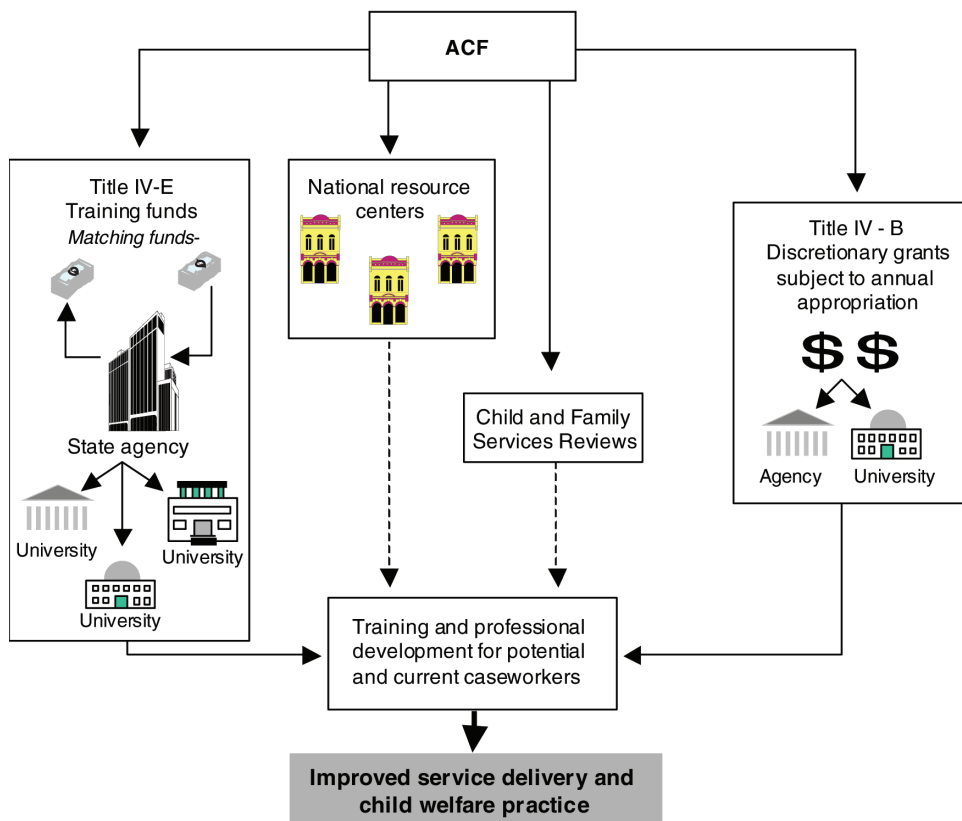 ACF
Title IV-E
Training funds
Matching funds-
State agency
University
University
University
National resource
centers
Child and Family
Services Reviews
Title IV - B
Discretionary grants
subject to annual
appropriation
$ $
Agency
University
Training and professional
development for potential
and current caseworkers
Improved service delivery and
child welfare practice